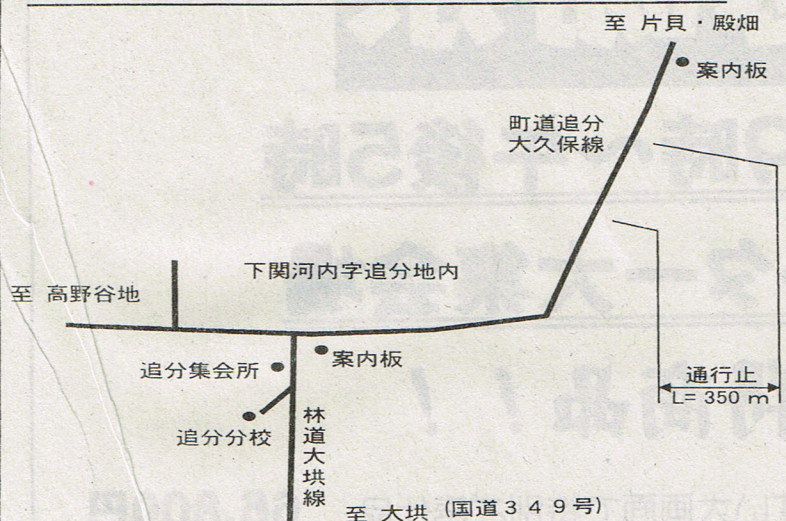 至 片貝・殿畑
案内板
町道追分
大久保線
下関河内字追分地内
至 高野谷地
案内板
追分集会所
通行止
L= 350 m
追分分校
林道大垬線
至 大垬 (国道349号)